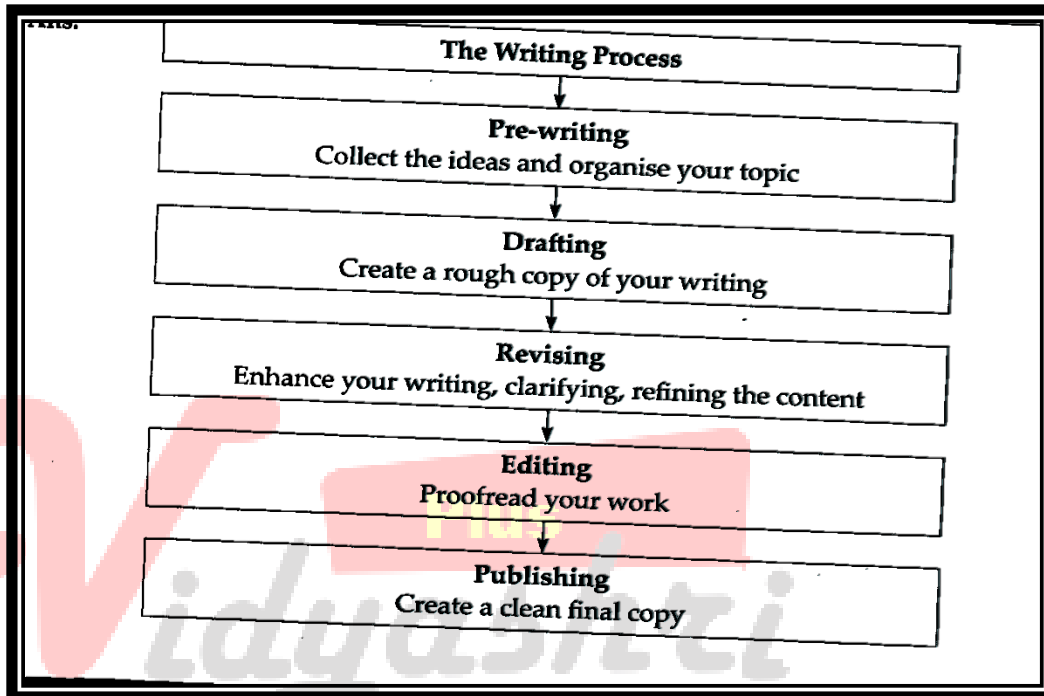 Ans.
The Writing Process
Pre-writing
Collect the ideas and organise your topic
Drafting
Create a rough copy of your writing
Revising
Enhance your writing, clarifying, refining the content
Editing
Proofread your work
Plus
Publishing
Create a clean final copy
Vidyashri